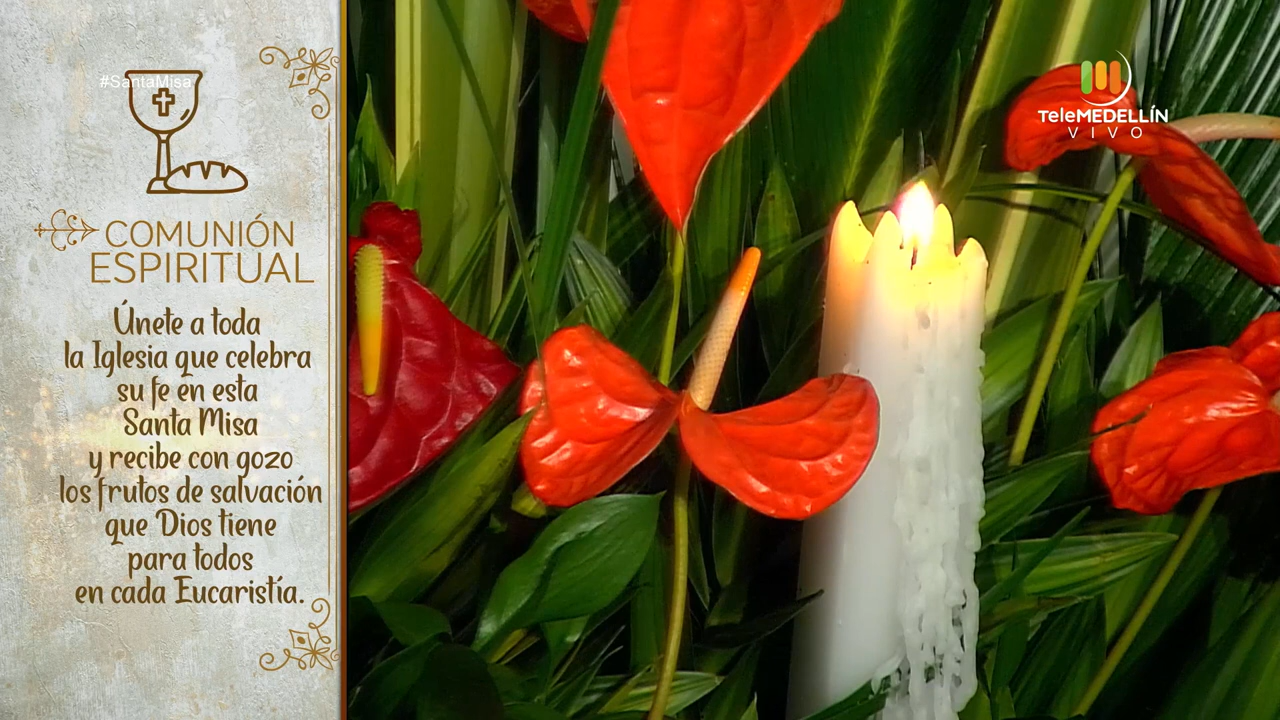 #SantaMisa
COMUNIÓN
ESPIRITUAL
Únete a toda
la Iglesia que celebra
su fe en esta
Santa Misa
y recibe con gozo
los frutos de salvación
que Dios tiene
para todos
en cada Eucaristía.
TeleMEDELLÍN
VIVO